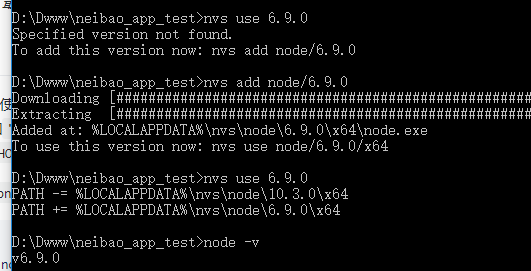 D:\Dwww\neibao_app_test>nvs use 6.9.0
Specified version not found.
To add this version now: nvs add node/6.9.0
D:\Dwww\neibao_app_test>nvs add node/6.9.0
Downloading [######################################################
Extracting  [######################################################
Added at: %LOCALAPPDATA%\nvs\node\6.9.0\x64\node.exe
To use this version now: nvs use node/6.9.0/x64
D:\Dwww\neibao_app_test>nvs use 6.9.0
PATH -= %LOCALAPPDATA%\nvs\node\10.3.0\x64
PATH += %LOCALAPPDATA%\nvs\node\6.9.0\x64
D:\Dwww\neibao_app_test>node -v
v6.9.0